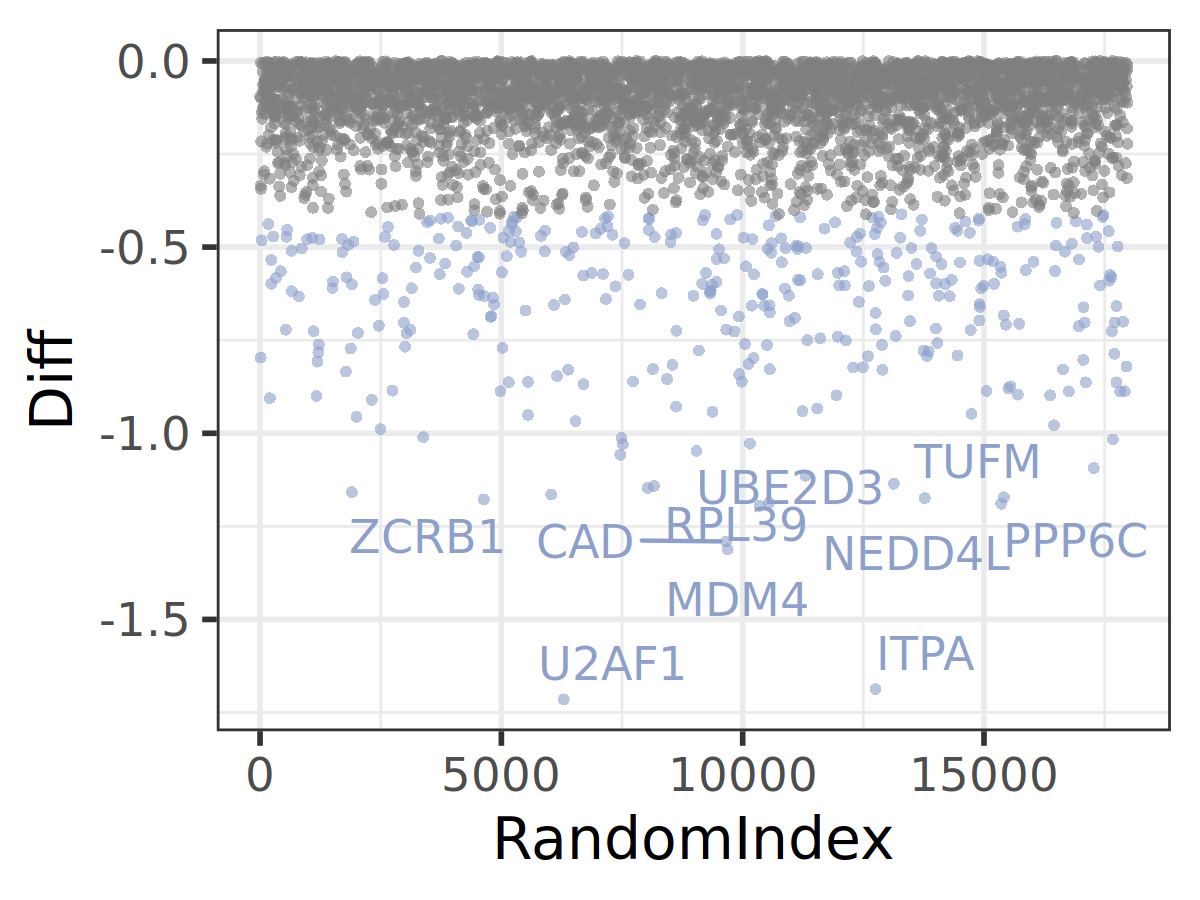 0.0
-0.5
-1.0
-1.5
Diff
TUFM
UBE2D3
RPL39
ZCRB1
CAD
NEDD4L
PPP6C
MDM4
U2AF1
ITPA
0
5000
10000
15000
RandomIndex